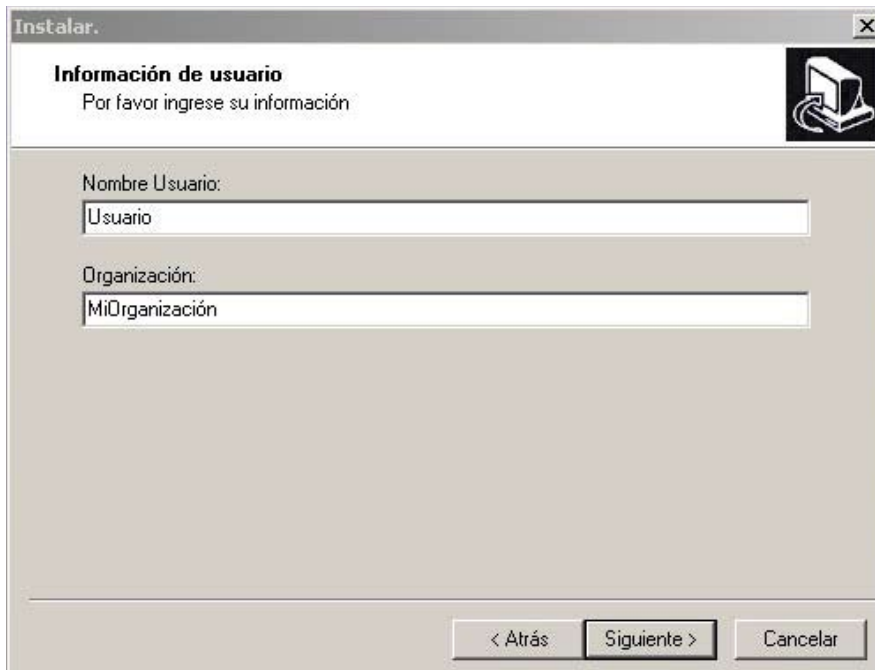 Instalar.
Información de usuario
Por favor ingrese su información
Nombre Usuario:
Usuario
Organización:
MiOrganización
< Atrás
Siguiente >
Cancelar